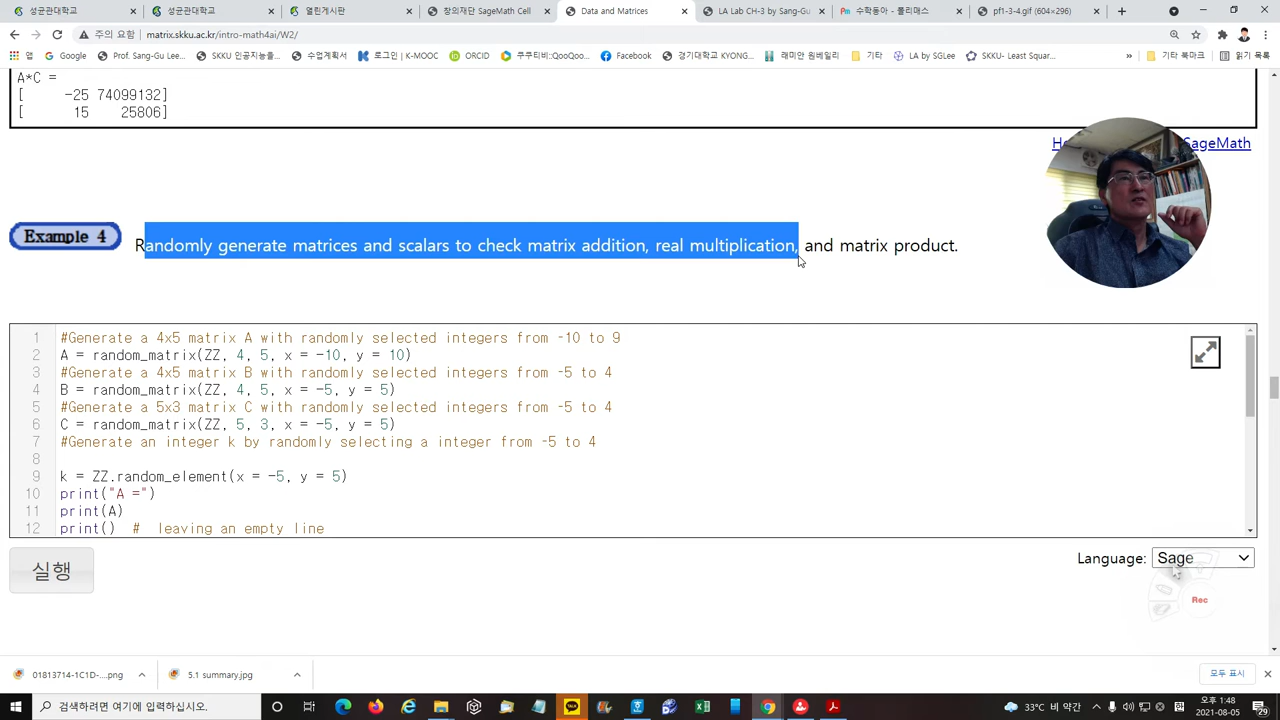 성균관대학교
성균관대학교
열린게시판
창의재단 SageMath Cell
Data and Matrices
LA Lab CH-3 by Sang-Gu
수학동아 - 폴리매스
pf1-3-4.gif (604×296)
주의 요함 | matrix.skku.ac.kr/intro-math4ai/W2/
앱
Google
Prof. Sang-Gu Lee...
SKKU 인공지능을...
수업계획서
로그인 | K-MOOC
ORCID
쿠쿠티비::QooQoo...
Facebook
경기대학교 KYONG...
래미안 원베일리
기타
LA by SGLee
SKKU- Least Squar...
»
기타 북마크
읽기 목록
A*C =
[ -25 74099132]
[ 15 25806]
SageMath
Example 4
Randomly generate matrices and scalars to check matrix addition, real multiplication, and matrix product.
1 #Generate a 4x5 matrix A with randomly selected integers from -10 to 9
2 A = random_matrix(ZZ, 4, 5, x = -10, y = 10)
3 #Generate a 4x5 matrix B with randomly selected integers from -5 to 4
4 B = random_matrix(ZZ, 4, 5, x = -5, y = 5)
5 #Generate a 5x3 matrix C with randomly selected integers from -5 to 4
6 C = random_matrix(ZZ, 5, 3, x = -5, y = 5)
7 #Generate an integer k by randomly selecting a integer from -5 to 4
8
9 k = ZZ.random_element(x = -5, y = 5)
10 print("A =")
11 print(A)
12 print() # leaving an empty line
실행
Language: Sage
Rec
01813714-1C1D-....png
5.1 summary.jpg
모두 표시
검색하려면 여기에 입력하십시오.
TALK
33°C 비 약간
오후 1:48
2021-08-05
29